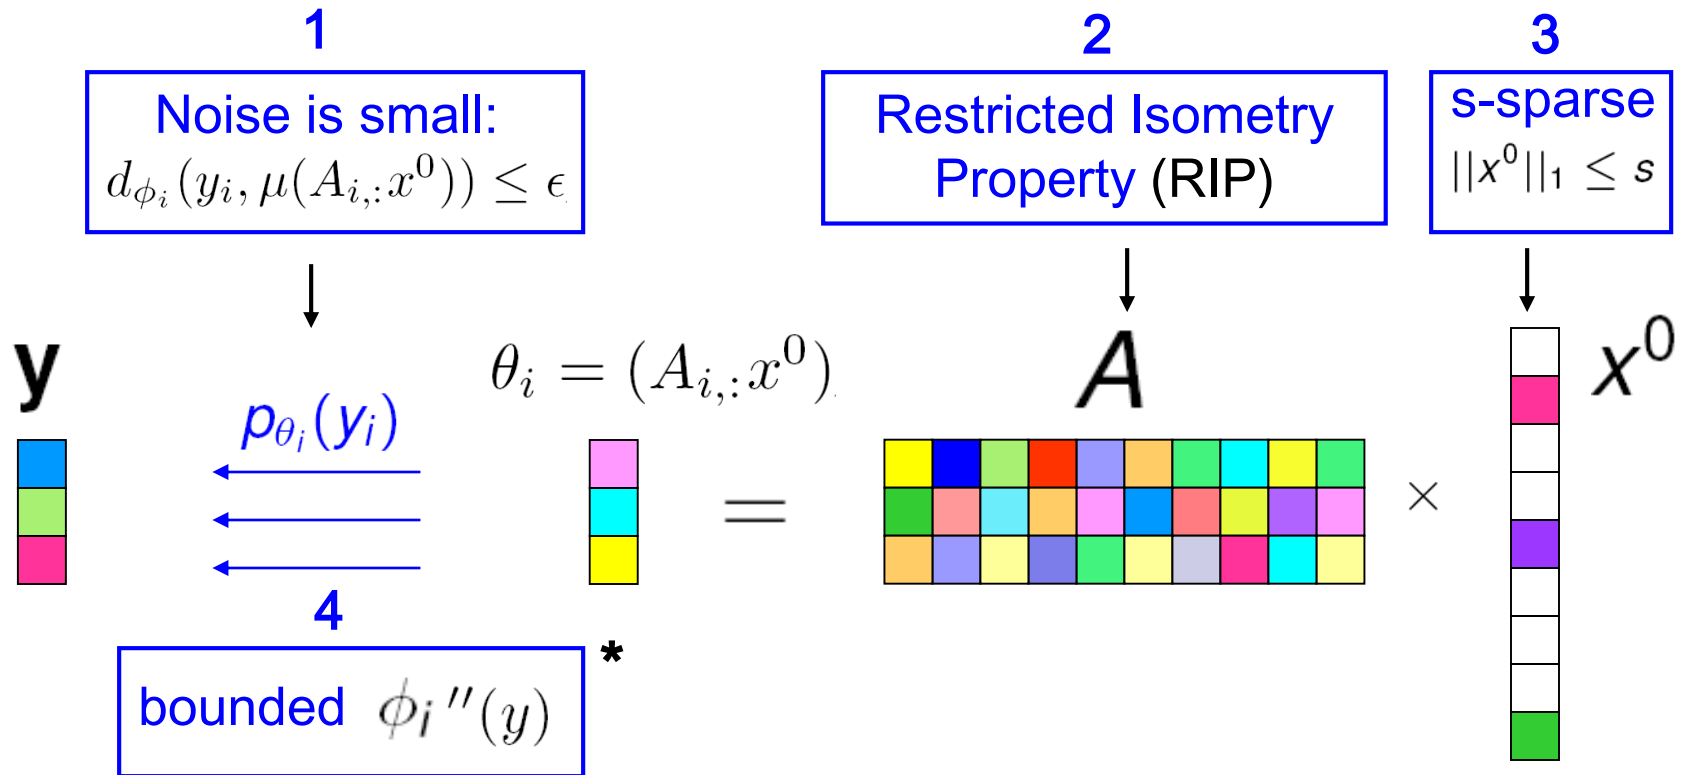 1
Noise is small:
d_{\phi_i}(y_i, μ(A_{i,:}x^0)) ≤ ϵ
2
Restricted Isometry
Property (RIP)
3
s-sparse
||x^0||_1 ≤ s
y
p_{θ_i}(y_i)
θ_i = (A_{i,:}x^0)
=
A
×
x^0
4
bounded ϕ_i''(y)
*